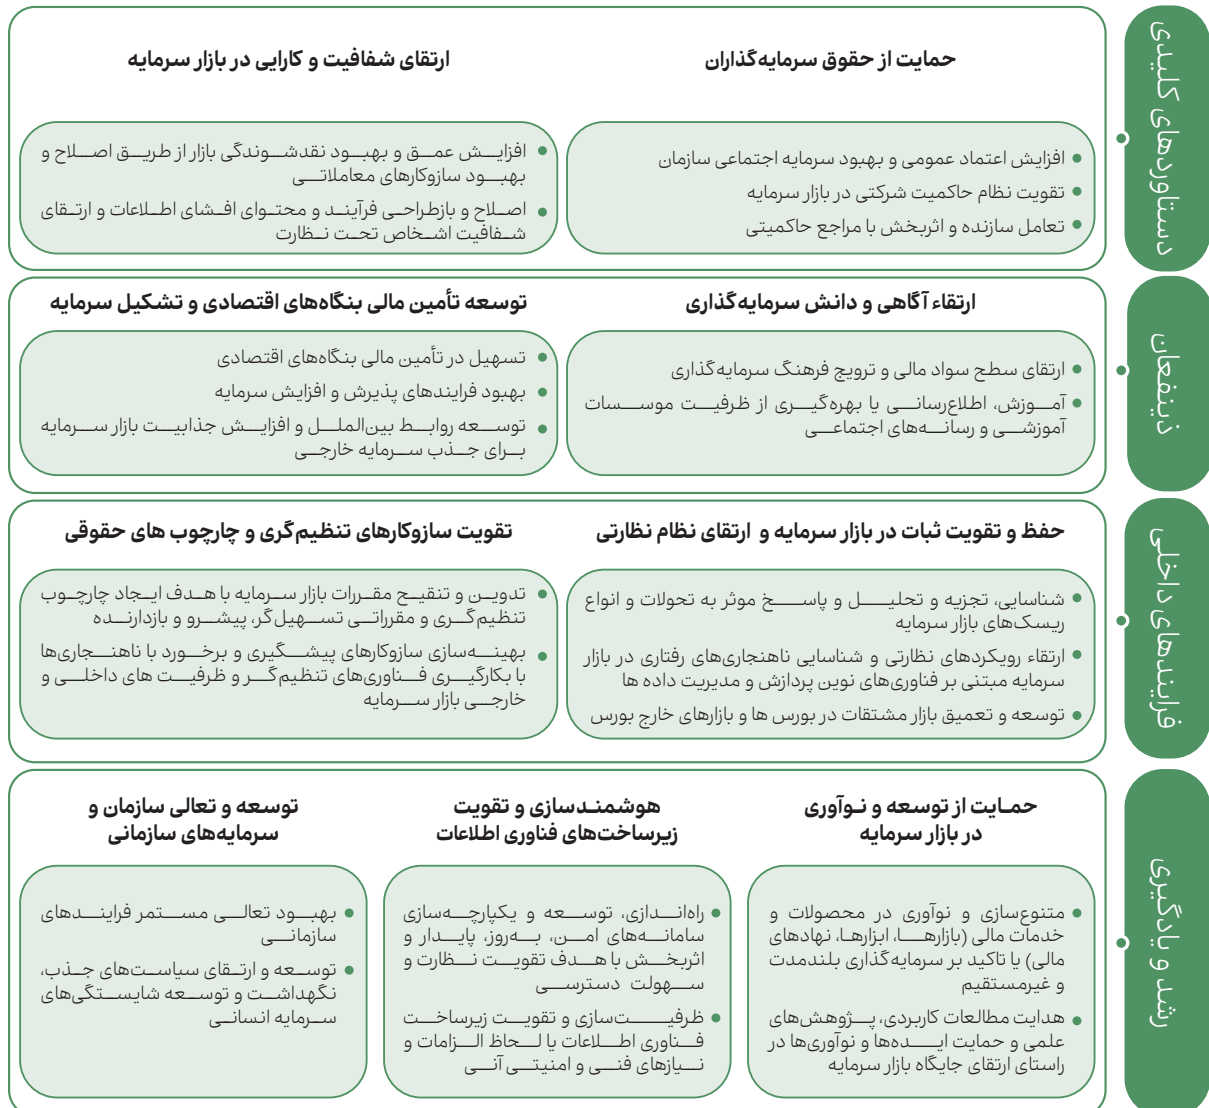 دستاوردهای کلیدی
حمایت از حقوق سرمایه‌گذاران
افزایش اعتماد عمومی و بهبود سرمایه اجتماعی سازمان
تقویت نظام حاکمیت شرکتی در بازار سرمایه
تعامل سازنده و اثربخش با مراجع حاکمیتی
ارتقای شفافیت و کارایی در بازار سرمایه
افزایش عمق و بهبود نقدشوندگی بازار از طریق اصلاح و
بهبود سازوکارهای معاملاتی
اصلاح و بازطراحی فرآیند و محتوای افشای اطلاعات و ارتقای
شفافیت اشخاص تحت نظارت
ذینفعان
ارتقاء آگاهی و دانش سرمایه‌گذاری
ارتقای سطح سواد مالی و ترویج فرهنگ سرمایه‌گذاری
آموزش، اطلاع‌رسانی یا بهره‌گیری از ظرفیت موسسات
آموزشی و رسانه‌های اجتماعی
توسعه تأمین مالی بنگاه‌های اقتصادی و تشکیل سرمایه
تسهیل در تأمین مالی بنگاه‌های اقتصادی
بهبود فرایندهای پذیرش و افزایش سرمایه
توسعه روابط بین‌الملل و افزایش جذابیت بازار سرمایه
برای جذب سرمایه خارجی
فرایندهای داخلی
حفظ و تقویت ثبات در بازار سرمایه و ارتقای نظام نظارتی
شناسایی، تجزیه و تحلیل و پاسخ موثر به تحولات و انواع
ریسک‌های بازار سرمایه
ارتقاء رویکردهای نظارتی و شناسایی ناهنجاری‌های رفتاری در بازار
سرمایه مبتنی بر فناوری‌های نوین پردازش و مدیریت داده ها
توسعه و تعمیق بازار مشتقات در بورس ها و بازارهای خارج بورس
تقویت سازوکارهای تنظیم‌گری و چارچوب های حقوقی
تدوین و تنقیح مقررات بازار سرمایه با هدف ایجاد چارچوب
تنظیم‌گری و مقرراتی تسهیل‌گر، پیشرو و بازدارنده
بهینه‌سازی سازوکارهای پیشگیری و برخورد با ناهنجاری‌ها
با بکارگیری فناوری‌های تنظیم‌گر و ظرفیت های داخلی و
خارجی بازار سرمایه
رشد و یادگیری
حمایت از توسعه و نوآوری
در بازار سرمایه
متنوع‌سازی و نوآوری در محصولات و
خدمات مالی (بازارها، ابزارها، نهادهای
مالی) یا تاکید بر سرمایه‌گذاری بلندمدت
و غیرمستقیم
هدایت مطالعات کاربردی، پژوهش‌های
علمی و حمایت ایده‌ها و نوآوری‌ها در
راستای ارتقای جایگاه بازار سرمایه
هوشمندسازی و تقویت
زیرساخت‌های فناوری اطلاعات
راه‌اندازی، توسعه و یکپارچه‌سازی
سامانه‌های امن، به‌روز، پایدار و
اثربخش با هدف تقویت نظارت و
سهولت دسترسی
ظرفیت‌سازی و تقویت زیرساخت
فناوری اطلاعات یا لحاظ الزامات و
نیازهای فنی و امنیتی آتی
توسعه و تعالی سازمان و
سرمایه‌های سازمانی
بهبود تعالی مستمر فرایندهای
سازمانی
توسعه و ارتقای سیاست‌های جذب،
نگهداشت و توسعه شایستگی‌های
سرمایه انسانی